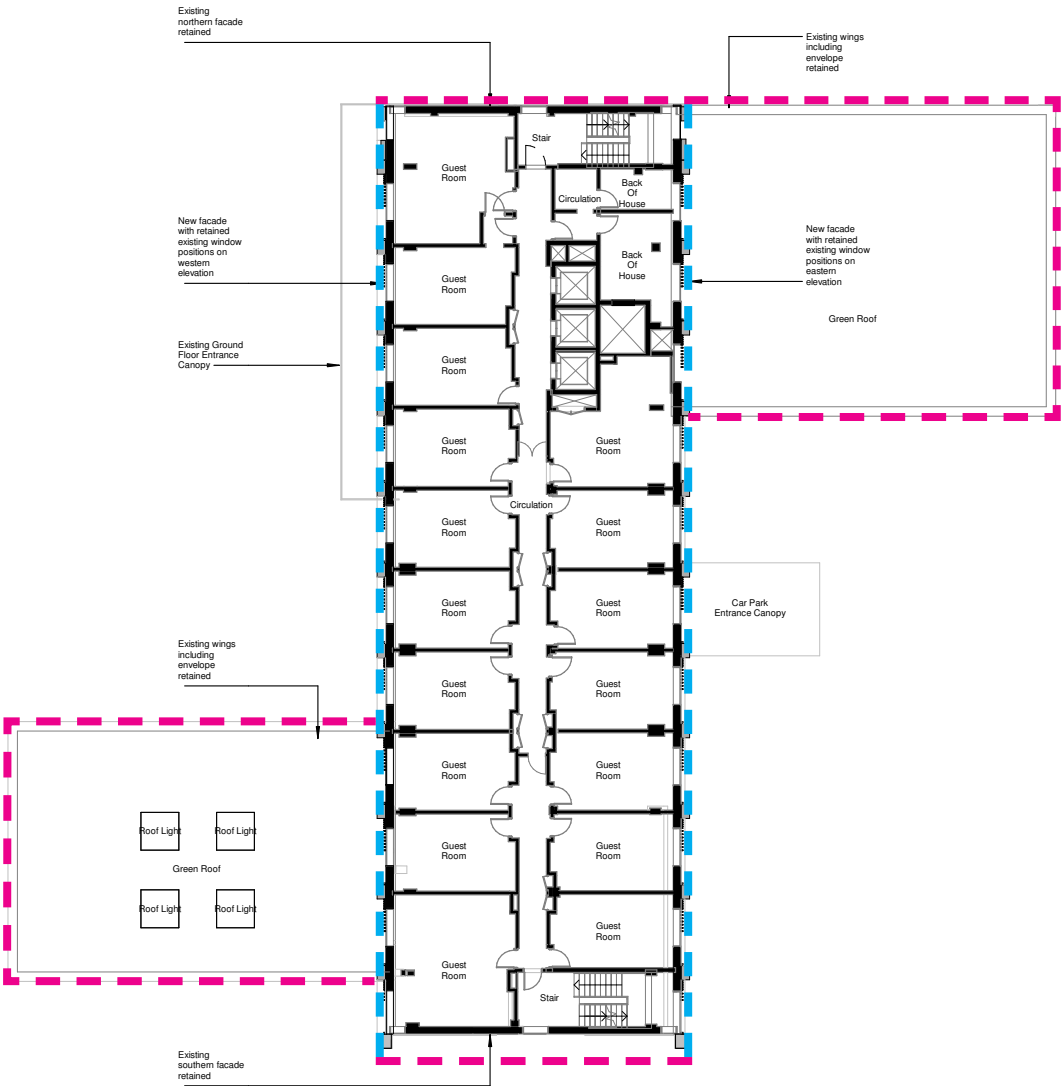 Existing
northern facade
retained
Existing wings
including
envelope
retained
Stair
Guest
Room
Circulation
Back
Of
House
New facade
with retained
existing window
positions on
western
elevation
New facade
with retained
existing window
positions on
eastern
elevation
Guest
Room
Back
Of
House
Green Roof
Existing Ground
Floor Entrance
Canopy
Guest
Room
Guest
Room
Guest
Room
Circulation
Guest
Room
Guest
Room
Guest
Room
Guest
Room
Car Park
Entrance Canopy
Existing wings
including
envelope
retained
Guest
Room
Guest
Room
Guest
Room
Guest
Room
Roof Light
Roof Light
Green Roof
Roof Light
Roof Light
Guest
Room
Guest
Room
Guest
Room
Guest
Room
Stair
Existing
southern facade
retained